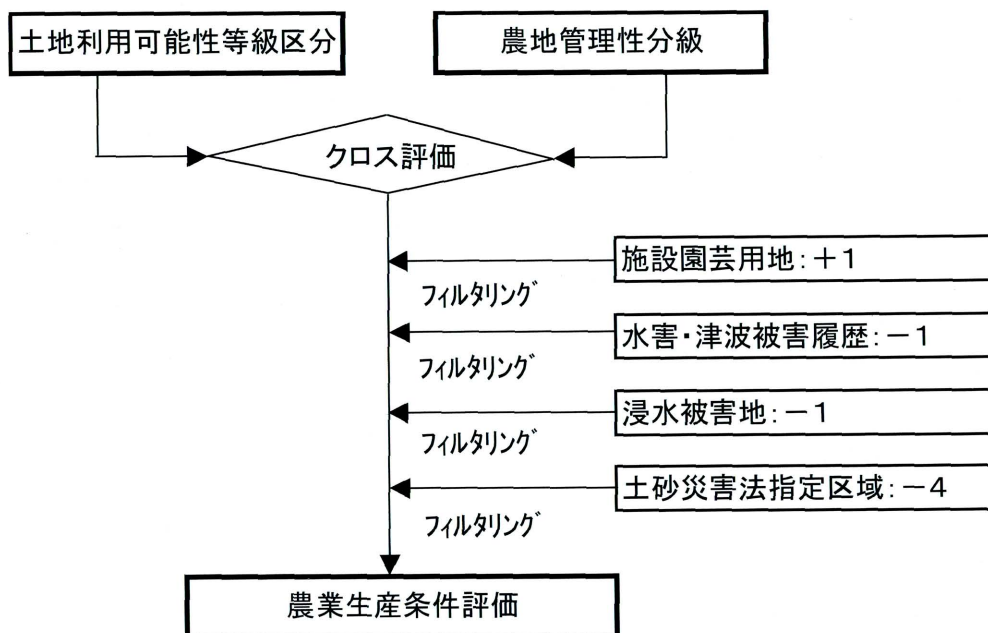 土地利用可能性等級区分
農地管理性分級
クロス評価
施設園芸用地:+1
フィルタリング
水害・津波被害履歴:-1
フィルタリング
浸水被害地:-1
フィルタリング
土砂災害法指定区域:-4
フィルタリング
農業生産条件評価